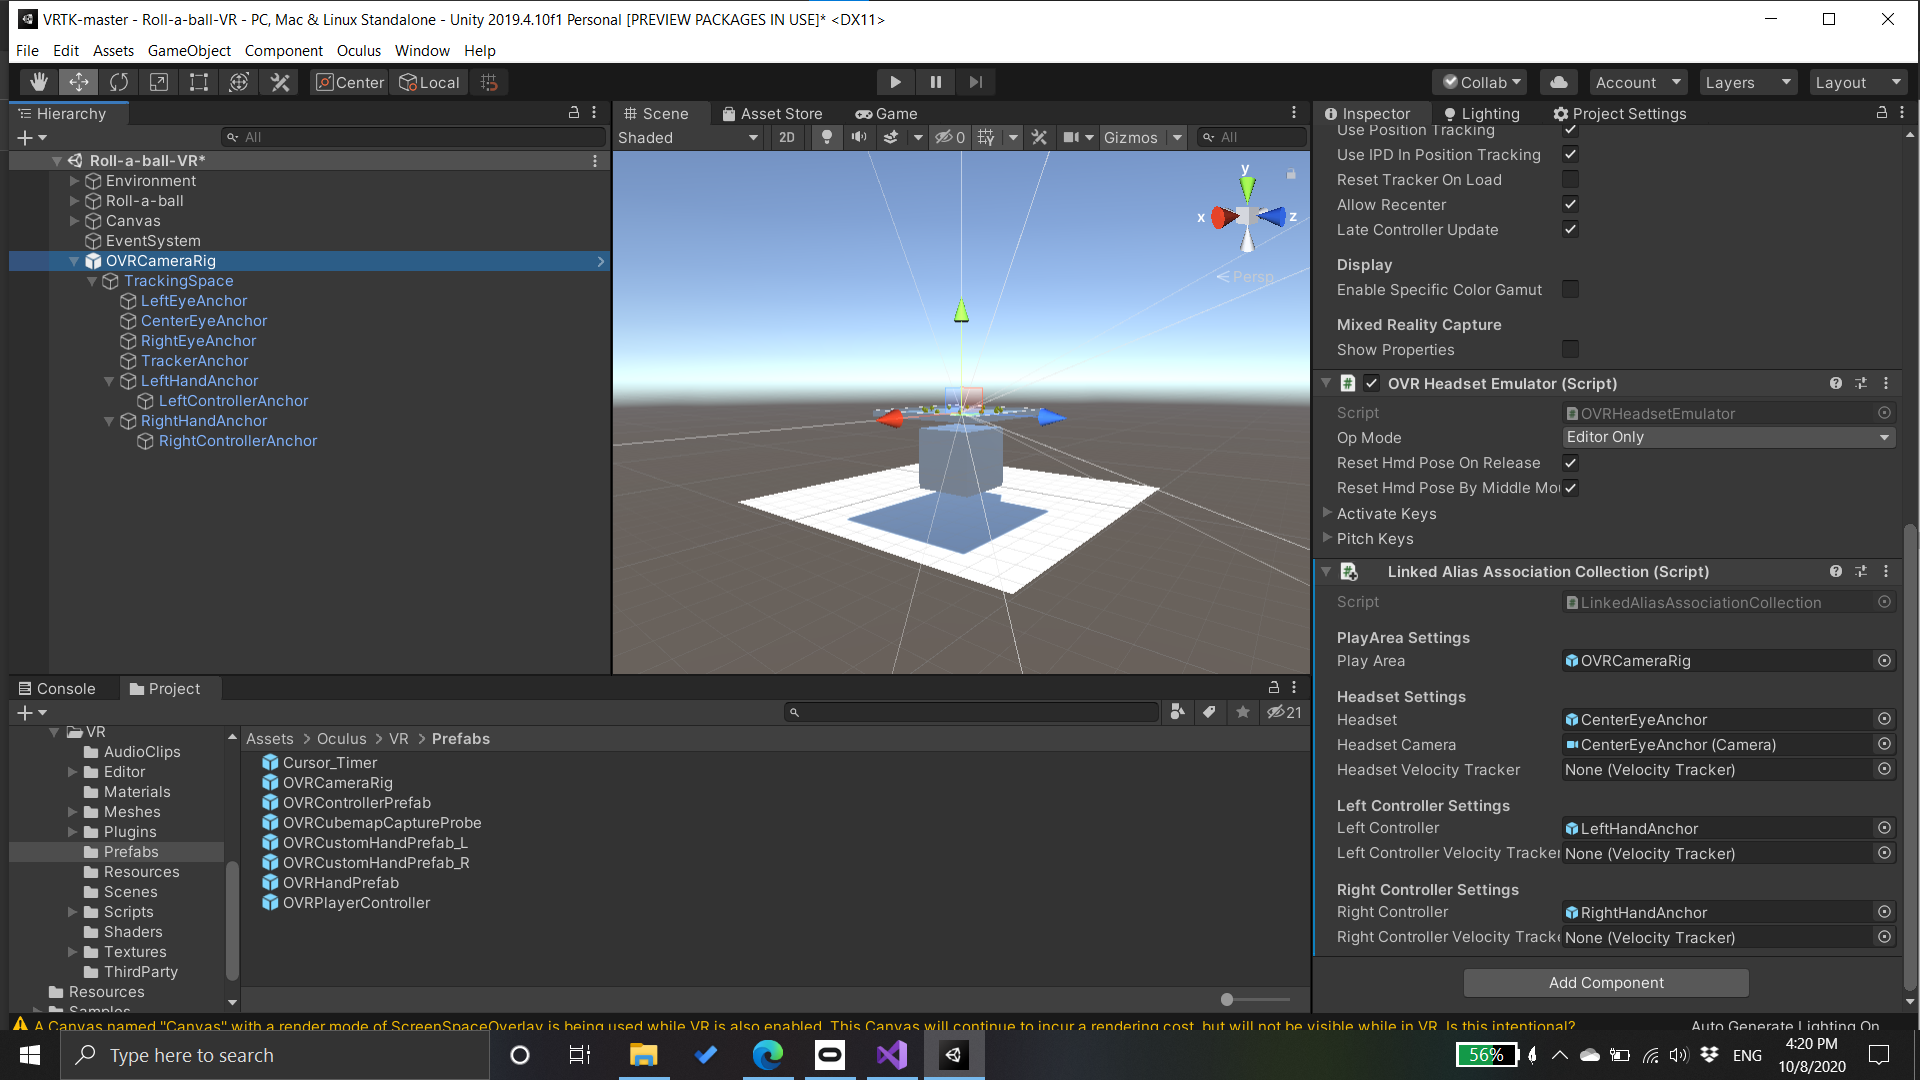 VRTK-master - Roll-a-ball-VR - PC, Mac & Linux Standalone - Unity 2019.4.10f1 Personal [PREVIEW PACKAGES IN USE]* <DX11>
File Edit Assets GameObject Component Oculus Window Help
Center Local Collab Account Layers Layout
Hierarchy
All
Roll-a-ball-VR*
Environment
Roll-a-ball
Canvas
EventSystem
OVRCameraRig
TrackingSpace
LeftEyeAnchor
CenterEyeAnchor
RightEyeAnchor
TrackerAnchor
LeftHandAnchor
LeftControllerAnchor
RightHandAnchor
RightControllerAnchor
Scene Asset Store Game
Shaded 2D 0 Gizmos All
y
x z
Persp
Inspector Lighting Project Settings
Use Position Tracking
Use IPD In Position Tracking
Reset Tracker On Load
Allow Recenter
Late Controller Update
Display
Enable Specific Color Gamut
Mixed Reality Capture
Show Properties
OVR Headset Emulator (Script)
Script OVRHeadsetEmulator
Op Mode Editor Only
Reset Hmd Pose On Release
Reset Hmd Pose By Middle Mou
Activate Keys
Pitch Keys
Linked Alias Association Collection (Script)
Script LinkedAliasAssociationCollection
PlayArea Settings
Play Area OVRCameraRig
Headset Settings
Headset CenterEyeAnchor
Headset Camera CenterEyeAnchor (Camera)
Headset Velocity Tracker None (Velocity Tracker)
Left Controller Settings
Left Controller LeftHandAnchor
Left Controller Velocity Tracker None (Velocity Tracker)
Right Controller Settings
Right Controller RightHandAnchor
Right Controller Velocity Tracke None (Velocity Tracker)
Add Component
Console Project
21
VR
AudioClips
Editor
Materials
Meshes
Plugins
Prefabs
Resources
Scenes
Scripts
Shaders
Textures
ThirdParty
Resources
Samples
Assets > Oculus > VR > Prefabs
Cursor_Timer
OVRCameraRig
OVRControllerPrefab
OVRCubemapCaptureProbe
OVRCustomHandPrefab_L
OVRCustomHandPrefab_R
OVRHandPrefab
OVRPlayerController
A Canvas named "Canvas" with a render mode of ScreenSpaceOverlay is being used while VR is also enabled. This Canvas will continue to incur a rendering cost, but will not be visible while in VR. Is this intentional?
Auto Generate Lighting On
Type here to search
56%
ENG
4:20 PM
10/8/2020